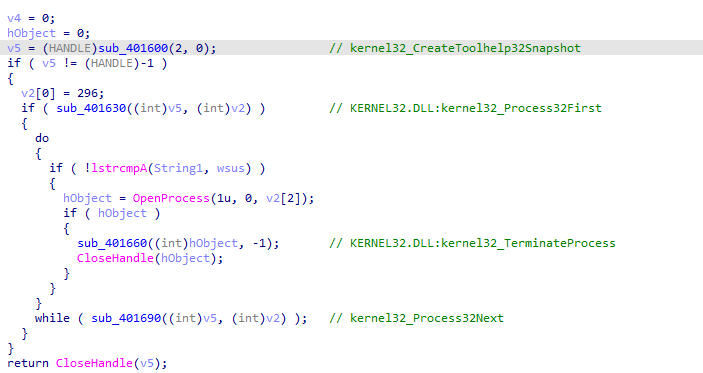 v4 = 0;
hObject = 0;
v5 = (HANDLE)sub_401600(2, 0); // kernel32_CreateToolhelp32Snapshot
if ( v5 != (HANDLE)-1 )
{
v2[0] = 296;
if ( sub_401630((int)v5, (int)v2) ) // KERNEL32.DLL:kernel32_Process32First
{
do
{
if ( !lstrcmpA(String1, wsus) )
{
hObject = OpenProcess(1u, 0, v2[2]);
if ( hObject )
{
sub_401660((int)hObject, -1); // KERNEL32.DLL:kernel32_TerminateProcess
CloseHandle(hObject);
}
}
}
while ( sub_401690((int)v5, (int)v2) ); // kernel32_Process32Next
}
}
return CloseHandle(v5);